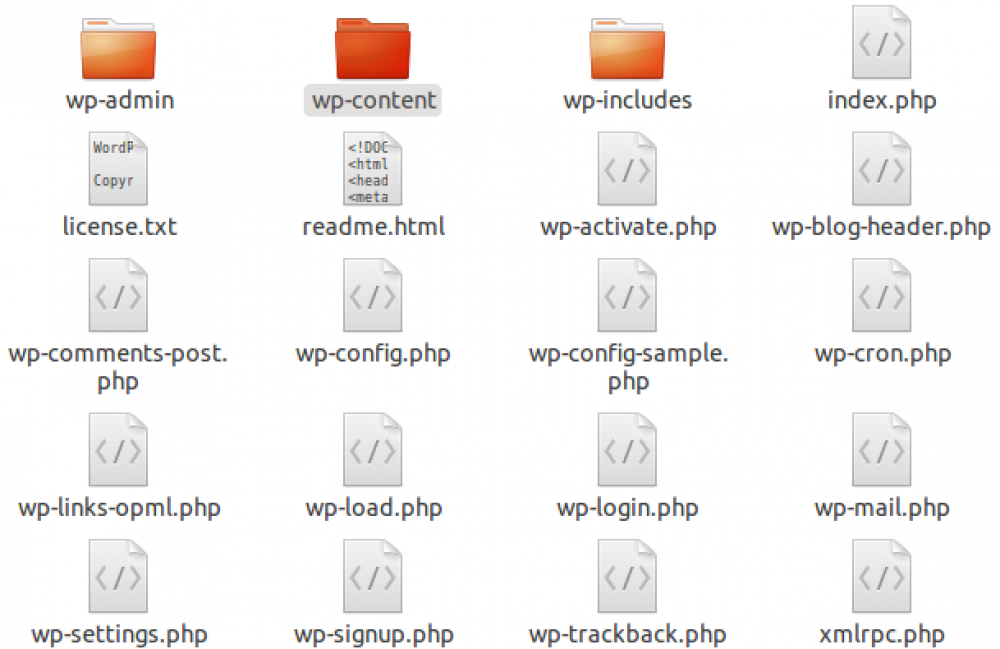 wp-admin
wp-content
wp-includes
index.php
WordP
Copyr
license.txt
<!DOC
<html
<head
<meta
readme.html
wp-activate.php
wp-blog-header.php
wp-comments-post.
php
wp-config.php
wp-config-sample.
php
wp-cron.php
wp-links-opml.php
wp-load.php
wp-login.php
wp-mail.php
wp-settings.php
wp-signup.php
wp-trackback.php
xmlrpc.php